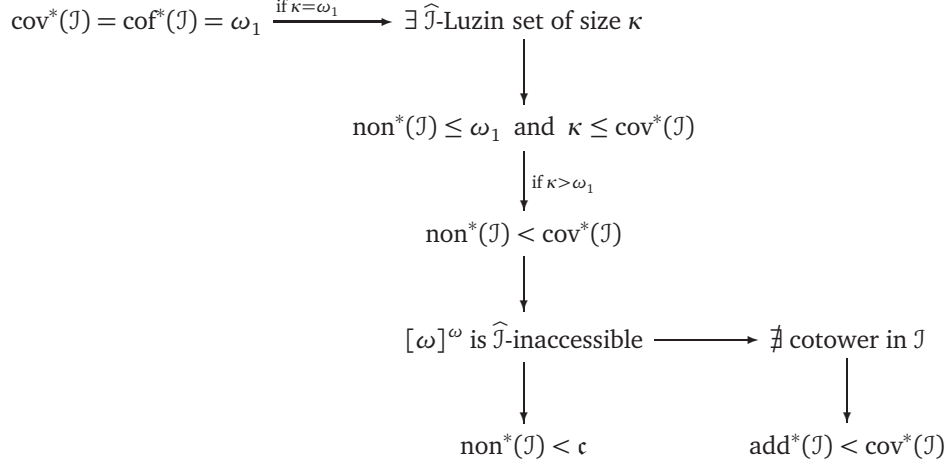 cov*(ℐ) = cof*(ℐ) = ω₁ if κ=ω₁ ∃ ℐ̂-Luzin set of size κ
non*(ℐ) ≤ ω₁ and κ ≤ cov*(ℐ)
if κ>ω₁
non*(ℐ) < cov*(ℐ)
[ω]^ω is ℐ̂-inaccessible ∄ cotower in ℐ
non*(ℐ) < 𝔠 add*(ℐ) < cov*(ℐ)